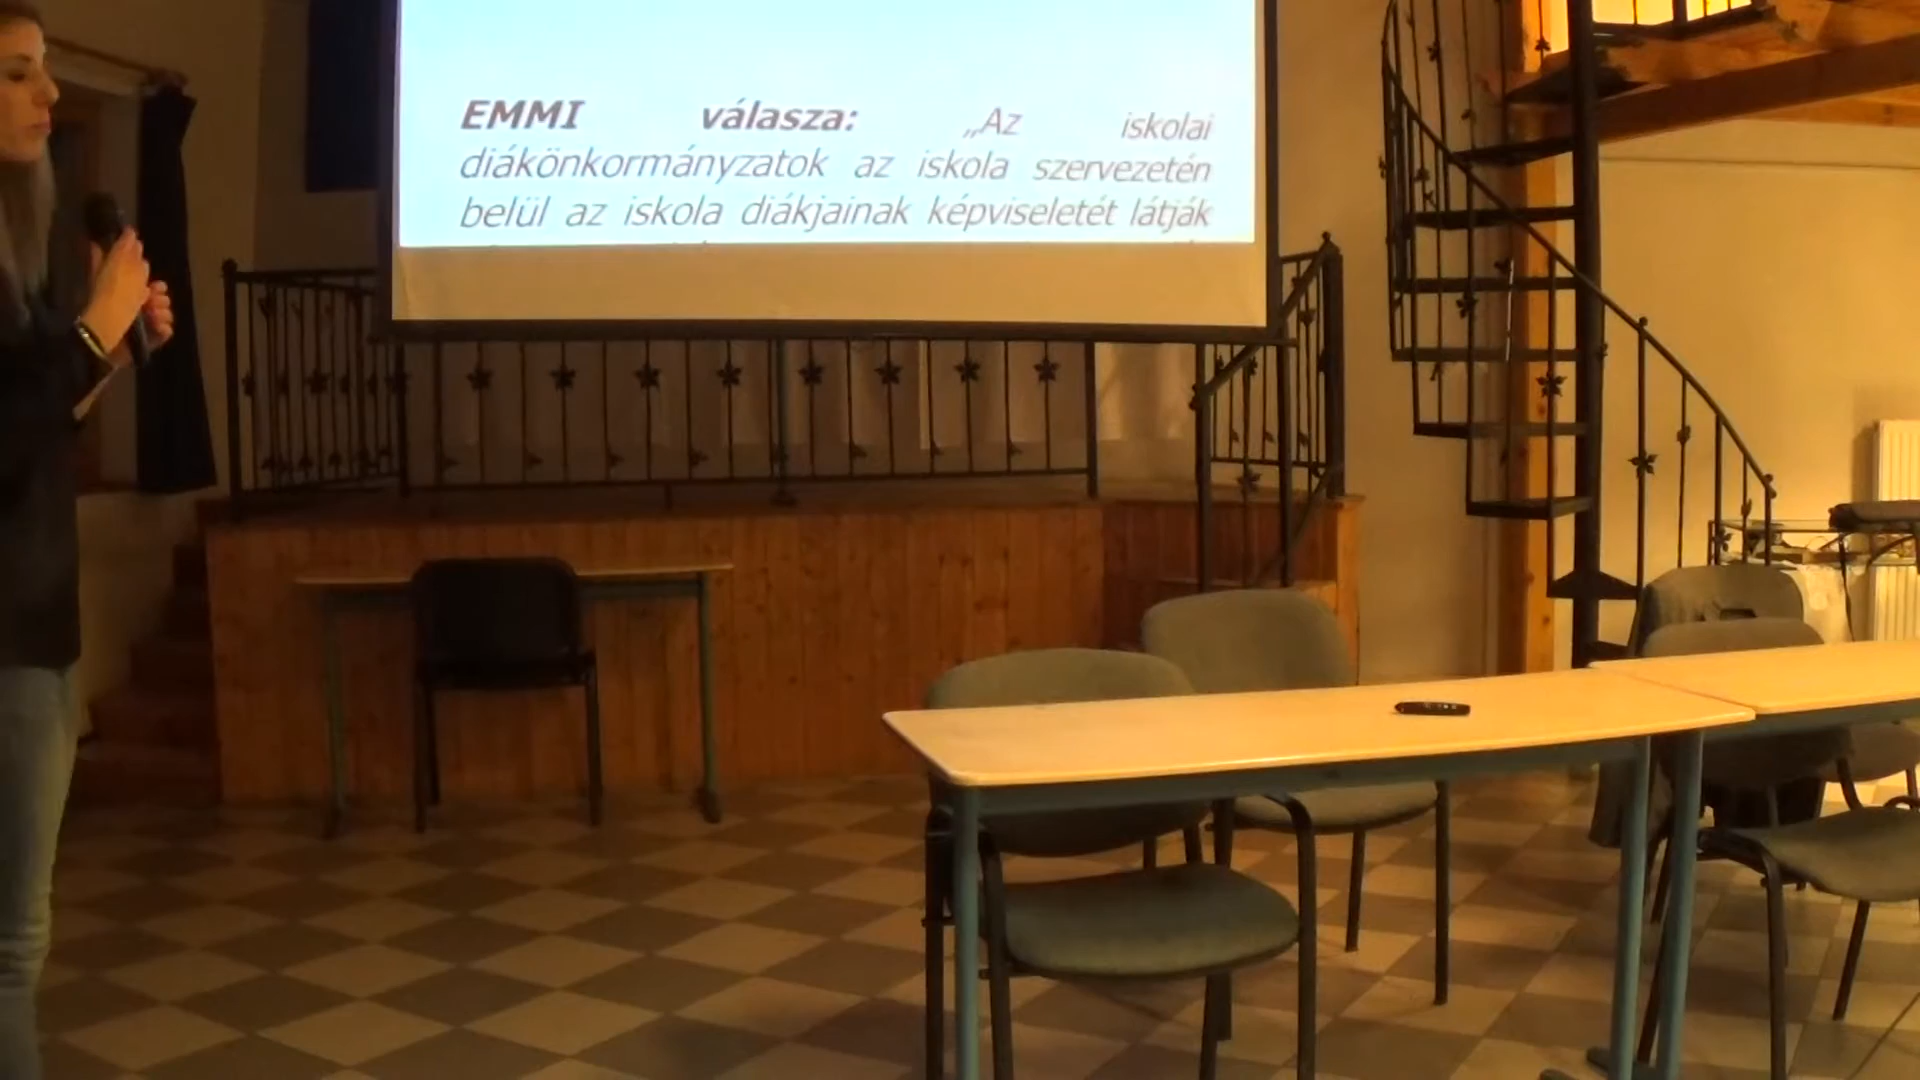 EMMI válasza: „Az iskolai
diákönkormányzatok az iskola szervezetén
belül az iskola diákjainak képviseletét látják